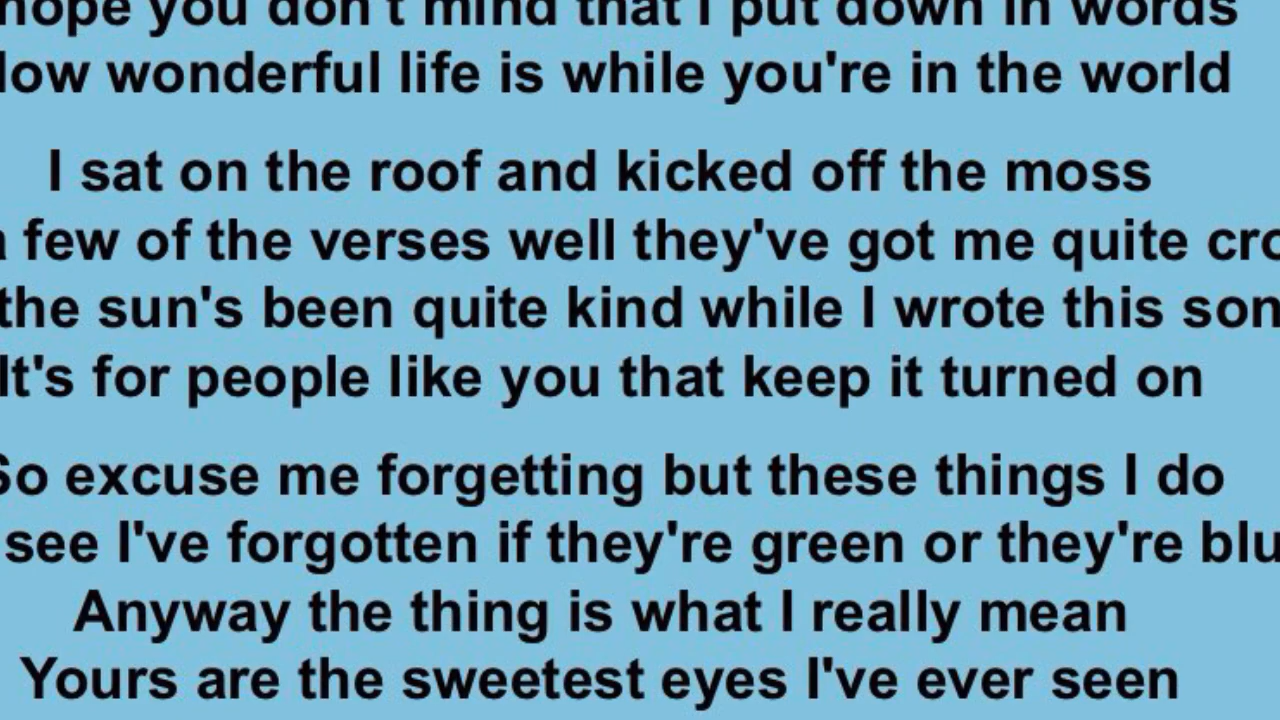 hope you don't mind that I put down in words
How wonderful life is while you're in the world
I sat on the roof and kicked off the moss
a few of the verses well they've got me quite
the sun's been quite kind while I wrote this
It's for people like you that keep it turned on
So excuse me forgetting but these things I do
see I've forgotten if they're green or they're
Anyway the thing is what I really mean
Yours are the sweetest eyes I've ever seen